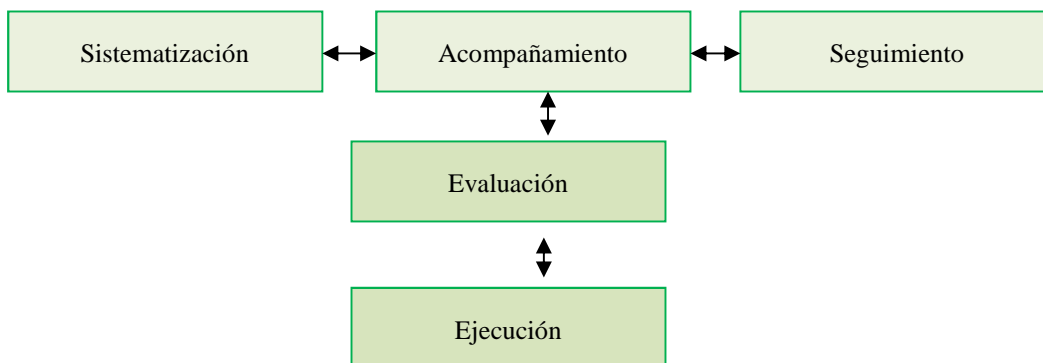 Sistematización
Acompañamiento
Seguimiento
Evaluación
Ejecución